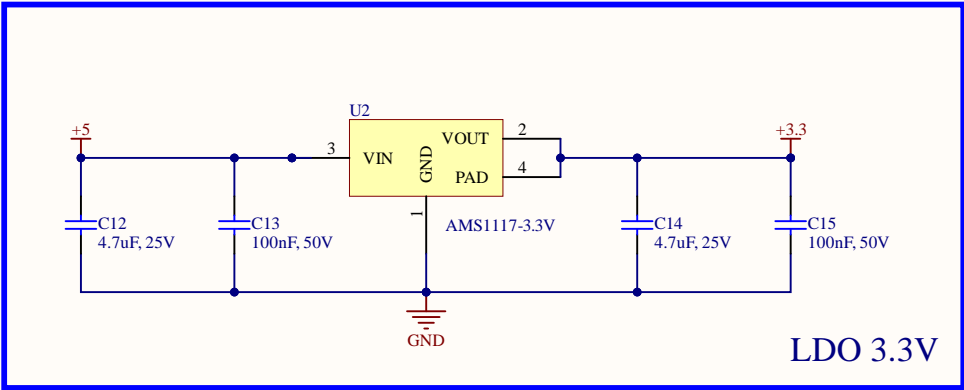 U2
+5
+3.3
3
VIN
GND
VOUT
2
PAD
4
1
AMS1117-3.3V
C12
4.7uF, 25V
C13
100nF, 50V
C14
4.7uF, 25V
C15
100nF, 50V
GND
LDO 3.3V